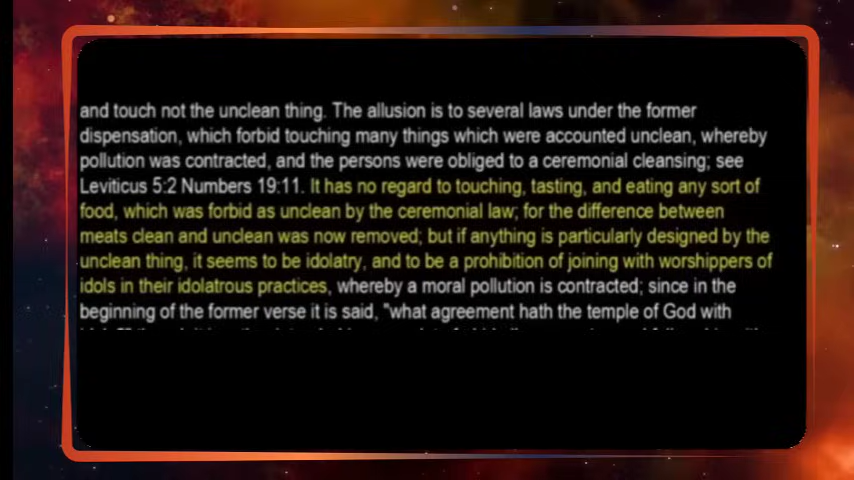 and touch not the unclean thing. The allusion is to several laws under the former
dispensation, which forbid touching many things which were accounted unclean, whereby
pollution was contracted, and the persons were obliged to a ceremonial cleansing; see
Leviticus 5:2 Numbers 19:11. It has no regard to touching, tasting, and eating any sort of
food, which was forbid as unclean by the ceremonial law; for the difference between
meats clean and unclean was now removed; but if anything is particularly designed by the
unclean thing, it seems to be idolatry, and to be a prohibition of joining with worshippers of
idols in their idolatrous practices, whereby a moral pollution is contracted; since in the
beginning of the former verse it is said, "what agreement hath the temple of God with